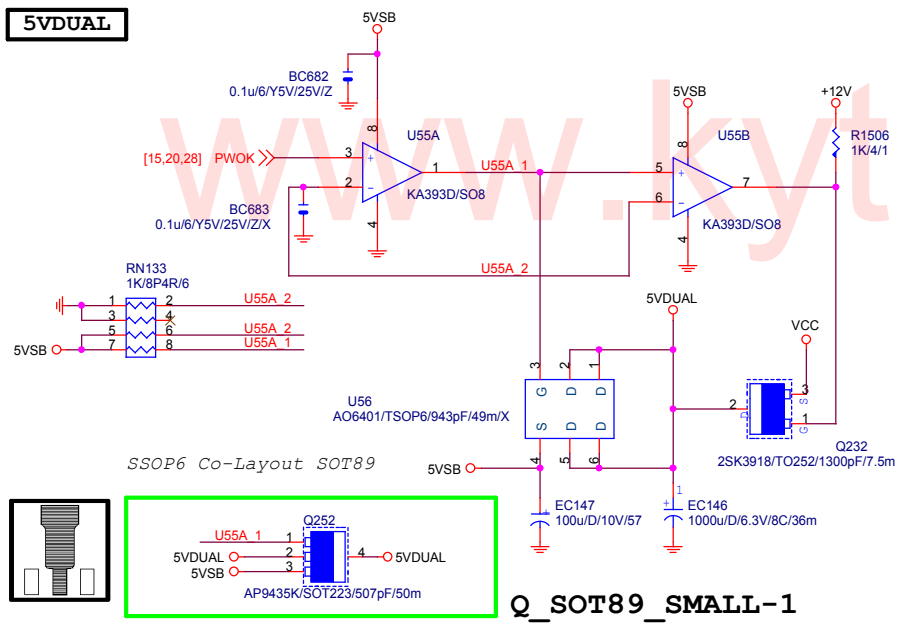 5VDUAL
5VSB
BC682
0.1u/6/Y5V/25V/Z
8
U55A
[15,20,28] PWOK
3
+
2
-
1
U55A_1
KA393D/SO8
4
BC683
0.1u/6/Y5V/25V/Z/X
U55A_2
5VSB
8
U55B
5
+
6
-
7
KA393D/SO8
4
+12V
R1506
1K/4/1
www.kyt
RN133
1K/8P4R/6
1 2 U55A_2
3 4
5 6 U55A_2
5VSB 7 8 U55A_1
5VDUAL
VCC
3 2 1
G D D
U56
AO6401/TSOP6/943pF/49m/X
S D D
4 5 6
5VSB
2
D
3
S
1
G
Q232
2SK3918/TO252/1300pF/7.5m
+
EC147
100u/D/10V/57
1
+
EC146
1000u/D/6.3V/8C/36m
SSOP6 Co-Layout SOT89
Q252
U55A_1 1
5VDUAL 2
5VSB 3
4 5VDUAL
AP9435K/SOT223/507pF/50m
Q_SOT89_SMALL-1